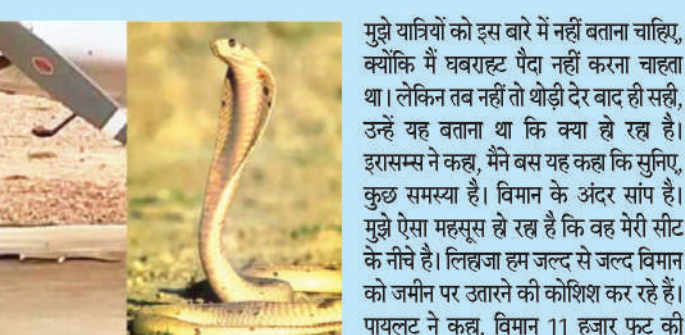 मुझे यात्रियों को इस बारे में नहीं बताना चाहिए,
क्योंकि मैं घबराहट पैदा नहीं करना चाहता
था। लेकिन तब नहीं तो थोड़ी देर बाद ही सही,
उन्हें यह बताना था कि क्या हो रहा है।
इरासम्स ने कहा, मैंने बस यह कहा कि सुनिए,
कुछ समस्या है। विमान के अंदर सांप है।
मुझे ऐसा महसूस हो रहा है कि वह मेरी सीट
के नीचे है। लिहाजा हम जल्द से जल्द विमान
को जमीन पर उतारने की कोशिश कर रहे हैं।
पायलट ने कहा, विमान 11 हजार फुट की